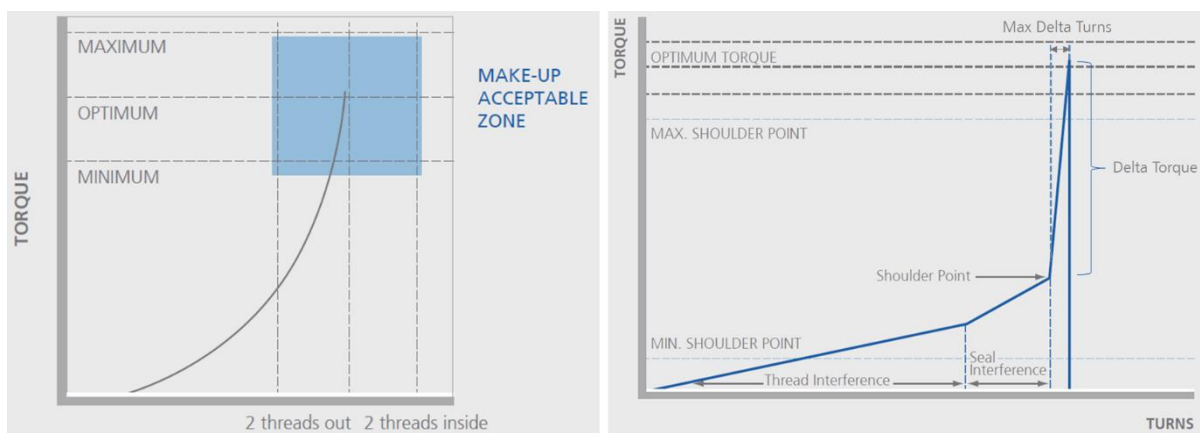 TORQUE
MAXIMUM
OPTIMUM
MINIMUM
MAKE-UP
ACCEPTABLE
ZONE
2 threads out
2 threads inside
TORQUE
Max Delta Turns
OPTIMUM TORQUE
MAX. SHOULDER POINT
Delta Torque
Shoulder Point
MIN. SHOULDER POINT
Seal
Interference
Thread Interference
TURNS